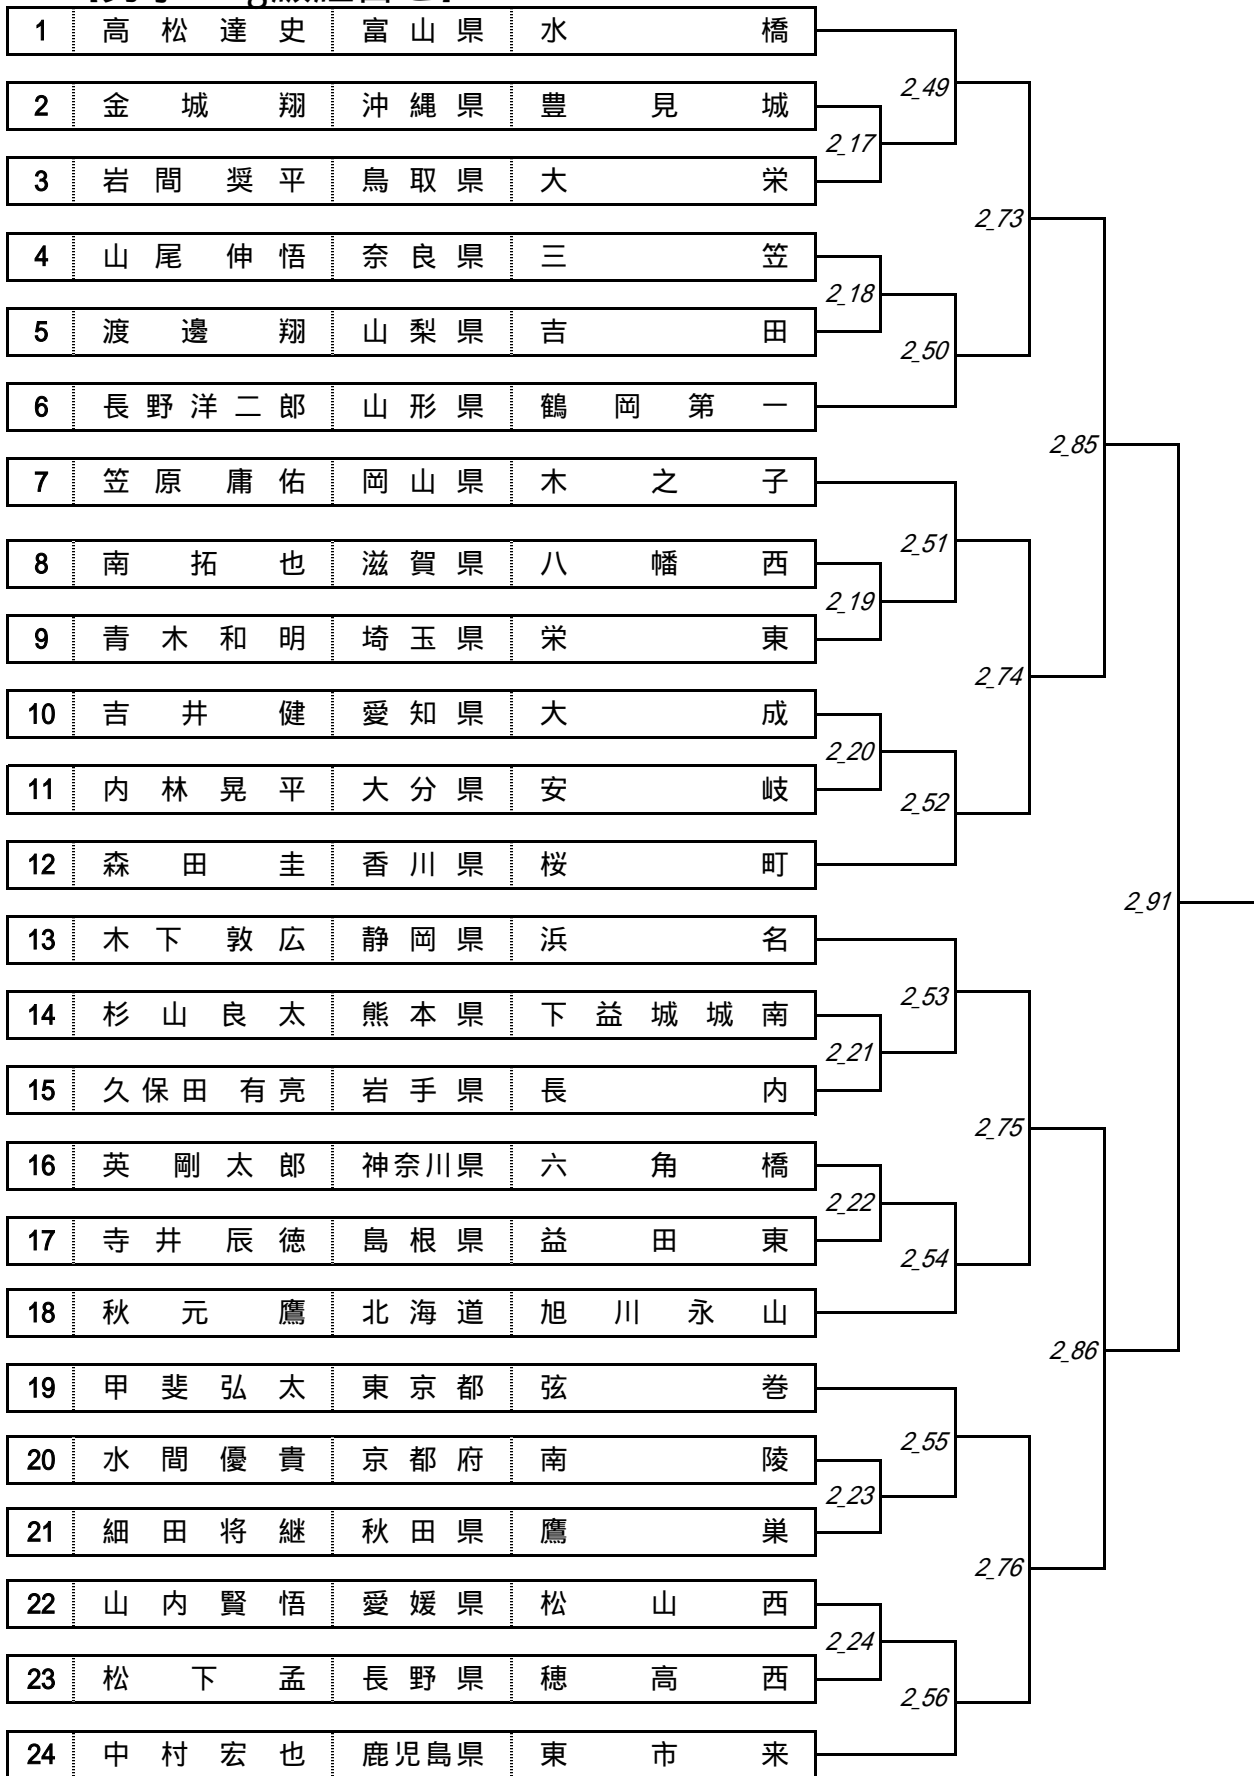 1 高松達史 富山県 水橋
2_49
2 金城翔 沖縄県 豊見城
2_17
3 岩間奨平 鳥取県 大栄
2_73
4 山尾伸悟 奈良県 三笠
2_18
5 渡邊翔 山梨県 吉田
2_50
6 長野洋二郎 山形県 鶴岡第一
2_85
7 笠原庸佑 岡山県 木之子
2_51
8 南拓也 滋賀県 八幡西
2_19
9 青木和明 埼玉県 栄東
2_74
10 吉井健 愛知県 大成
2_20
11 内林晃平 大分県 安岐
2_52
12 森田圭 香川県 桜町
2_91
13 木下敦広 静岡県 浜名
2_53
14 杉山良太 熊本県 下益城城南
2_21
15 久保田有亮 岩手県 長内
2_75
16 英剛太郎 神奈川県 六角橋
2_22
17 寺井辰徳 島根県 益田東
2_54
18 秋元鷹 北海道 旭川永山
2_86
19 甲斐弘太 東京都 弦巻
2_55
20 水間優貴 京都府 南陵
2_23
21 細田将継 秋田県 鷹巣
2_76
22 山内賢悟 愛媛県 松山西
2_24
23 松下孟 長野県 穂高西
2_56
24 中村宏也 鹿児島県 東市来